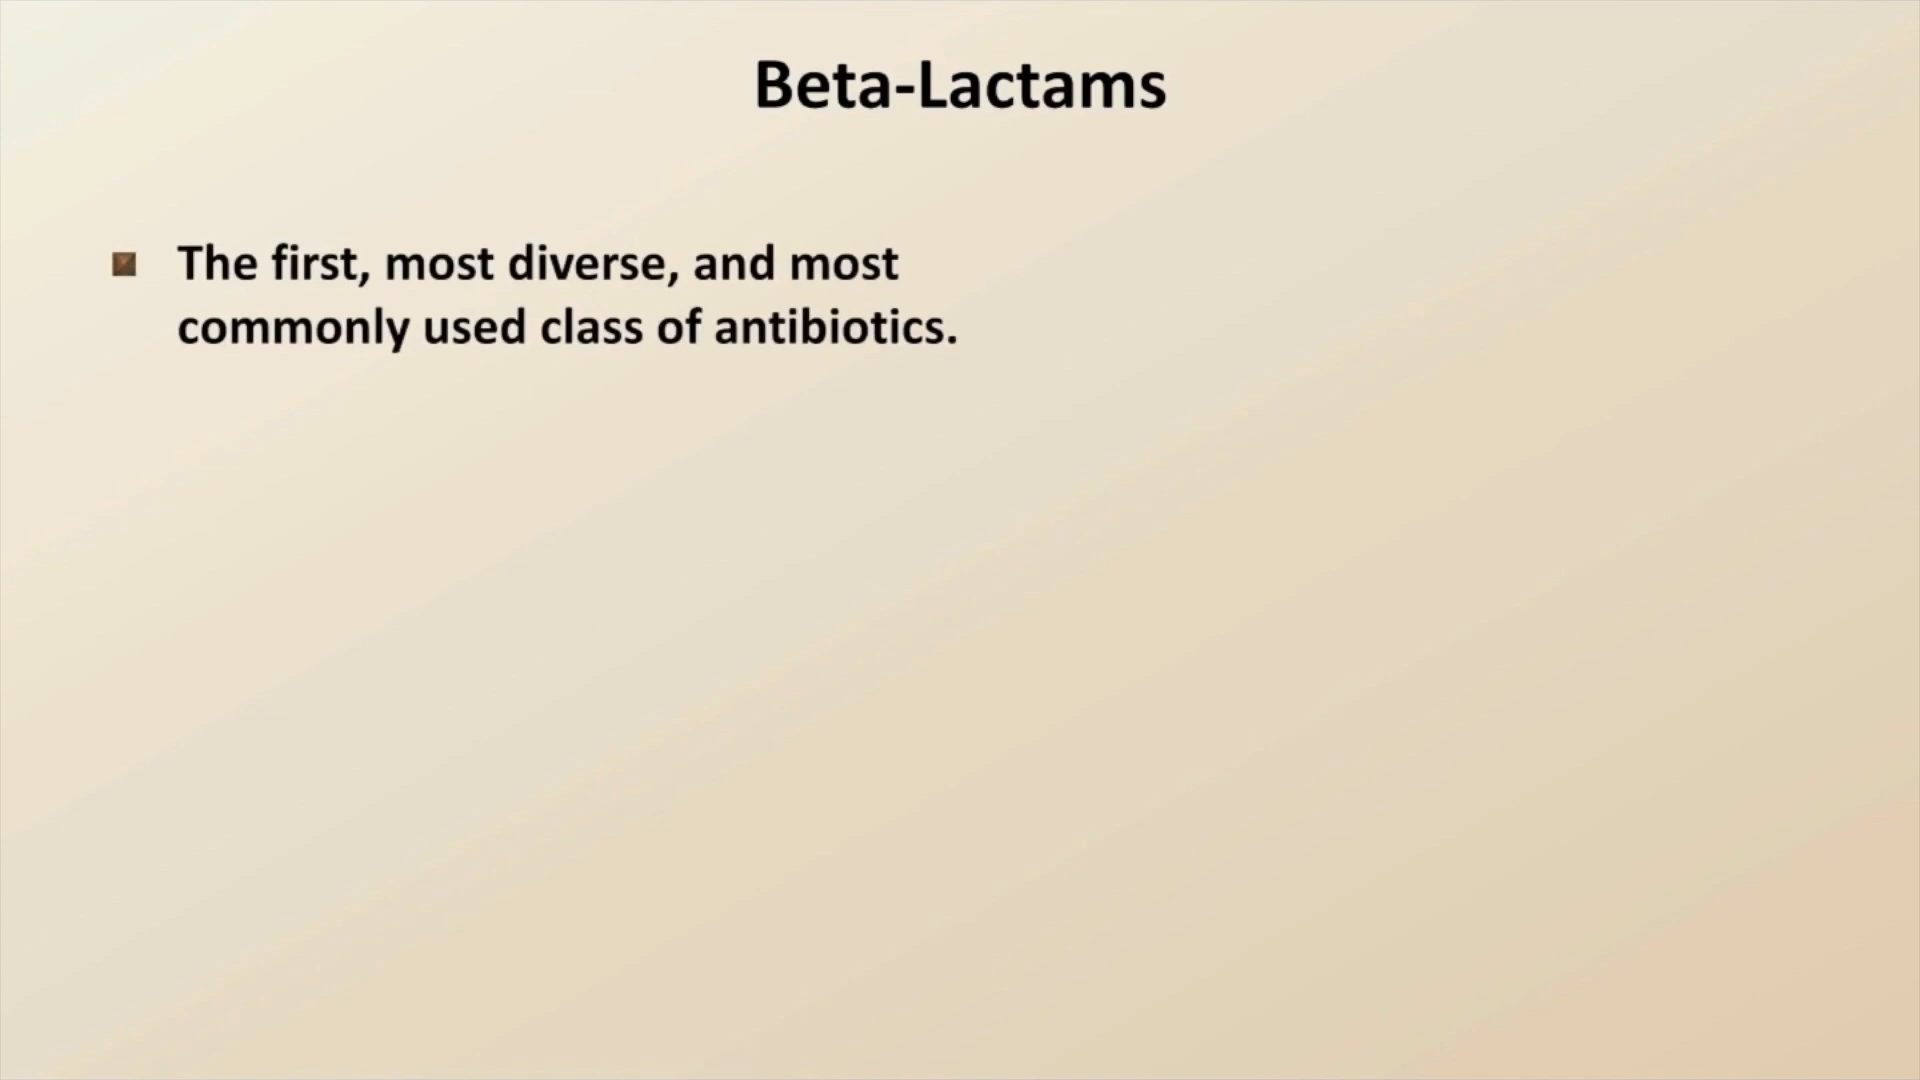 Beta-Lactams
The first, most diverse, and most
commonly used class of antibiotics.